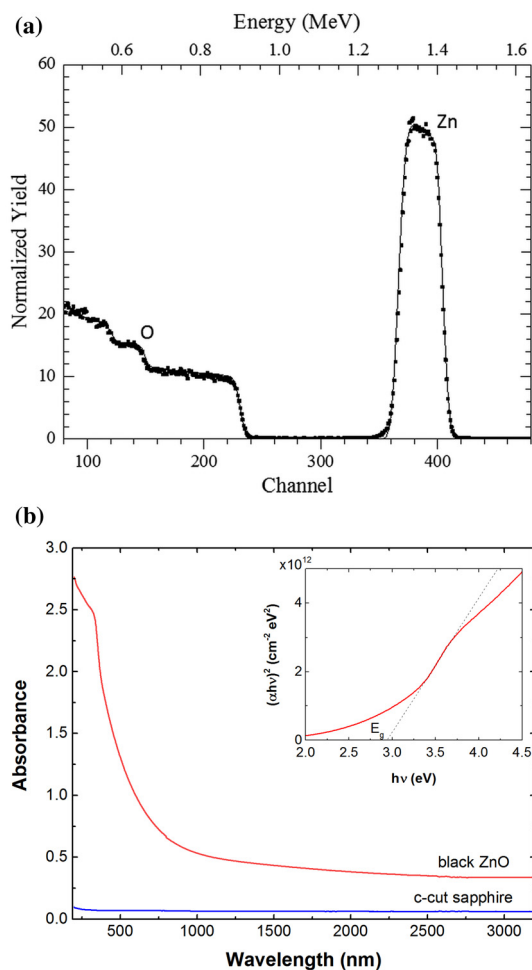 (a)
Energy (MeV)
0.6 0.8 1.0 1.2 1.4 1.6
60
50
40
30
20
10
0
Normalized Yield
Zn
O
100 200 300 400
Channel
(b)
3.0
2.5
2.0
1.5
1.0
0.5
0.0
Absorbance
x10¹²
4
2
0
(αhν)² (cm⁻² eV²)
E_g
2.0 2.5 3.0 3.5 4.0 4.5
hν (eV)
black ZnO
c-cut sapphire
500 1000 1500 2000 2500 3000
Wavelength (nm)